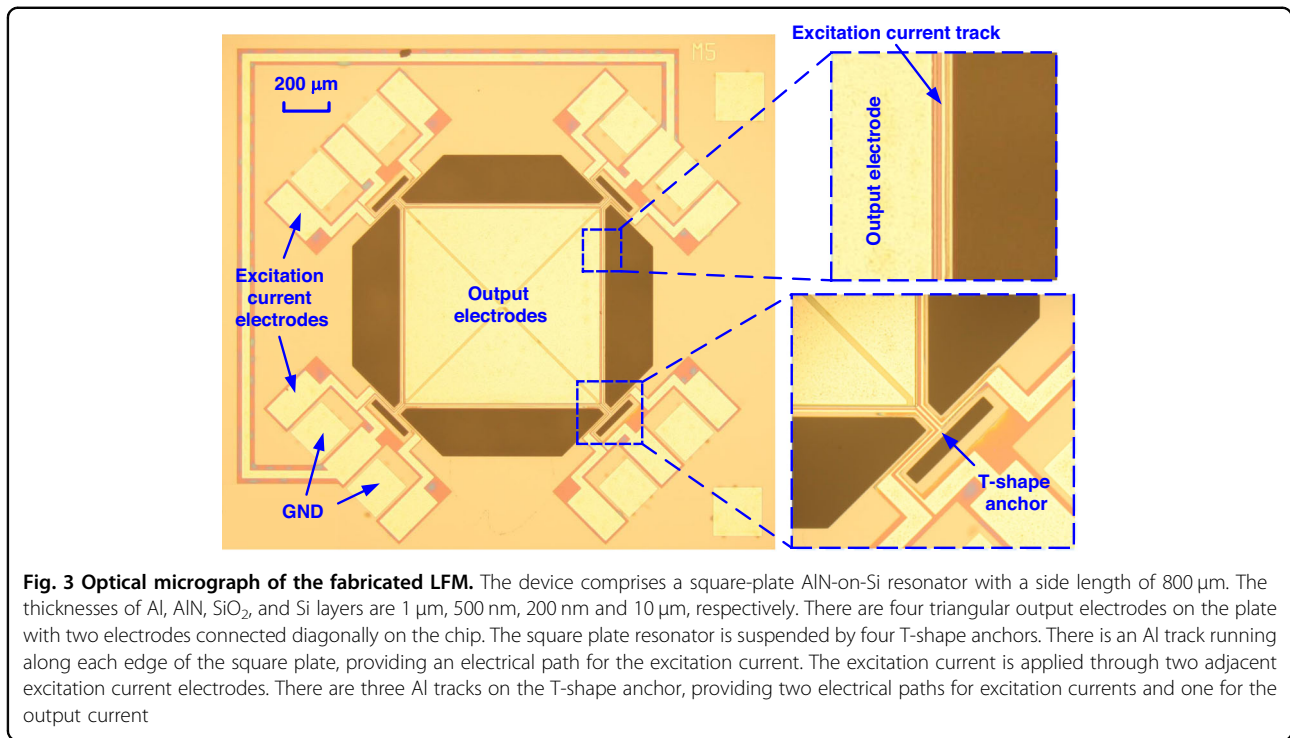 M5
200 µm
Excitation current track
Output electrode
Excitation
current
electrodes
Output
electrodes
GND
T-shape
anchor
Fig. 3 Optical micrograph of the fabricated LFM. The device comprises a square-plate AlN-on-Si resonator with a side length of 800 µm. The
thicknesses of Al, AlN, SiO₂, and Si layers are 1 µm, 500 nm, 200 nm and 10 µm, respectively. There are four triangular output electrodes on the plate
with two electrodes connected diagonally on the chip. The square plate resonator is suspended by four T-shape anchors. There is an Al track running
along each edge of the square plate, providing an electrical path for the excitation current. The excitation current is applied through two adjacent
excitation current electrodes. There are three Al tracks on the T-shape anchor, providing two electrical paths for excitation currents and one for the
output current